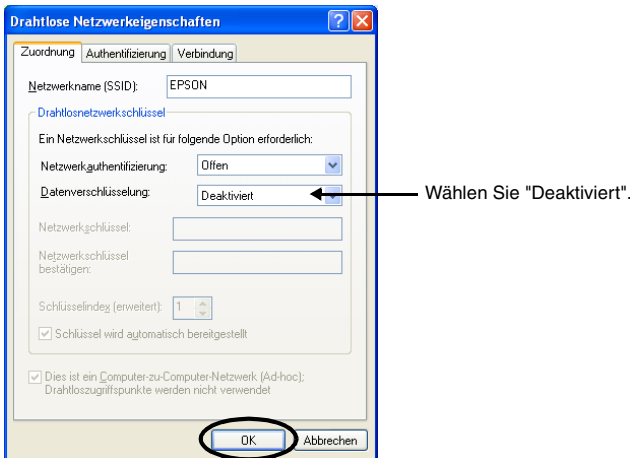 Drahtlose Netzwerkeigenschaften
Zuordnung Authentifizierung Verbindung
Netzwerkname (SSID): EPSON
Drahtlosnetzwerkschlüssel
Ein Netzwerkschlüssel ist für folgende Option erforderlich:
Netzwerkauthentifizierung: Offen
Datenverschlüsselung: Deaktiviert
Wählen Sie "Deaktiviert".
Netzwerkschlüssel:
Netzwerkschlüssel
bestätigen:
Schlüsselindex (erweitert): 1
Schlüssel wird automatisch bereitgestellt
Dies ist ein Computer-zu-Computer-Netzwerk (Ad-hoc);
Drahtloszugriffspunkte werden nicht verwendet
OK Abbrechen